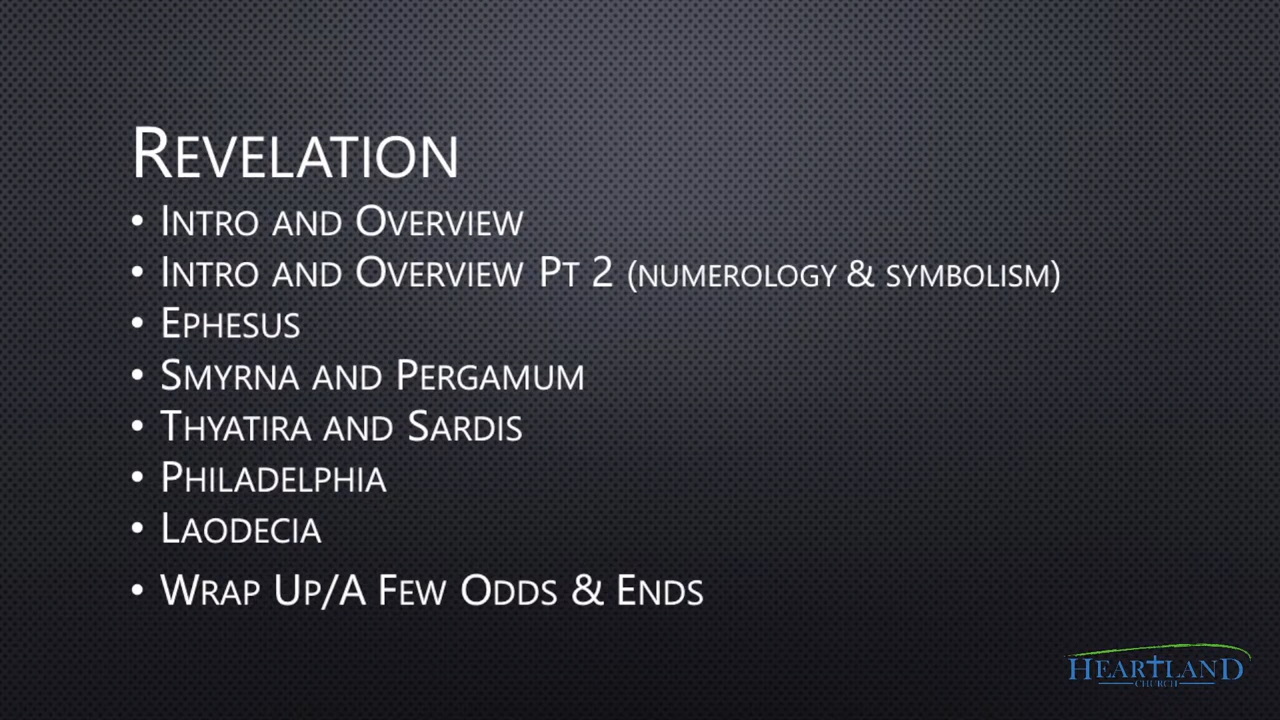 Revelation
• Intro and Overview
• Intro and Overview Pt 2 (numerology & symbolism)
• Ephesus
• Smyrna and Pergamum
• Thyatira and Sardis
• Philadelphia
• Laodecia
• Wrap Up/A Few Odds & Ends
Heartland
Church